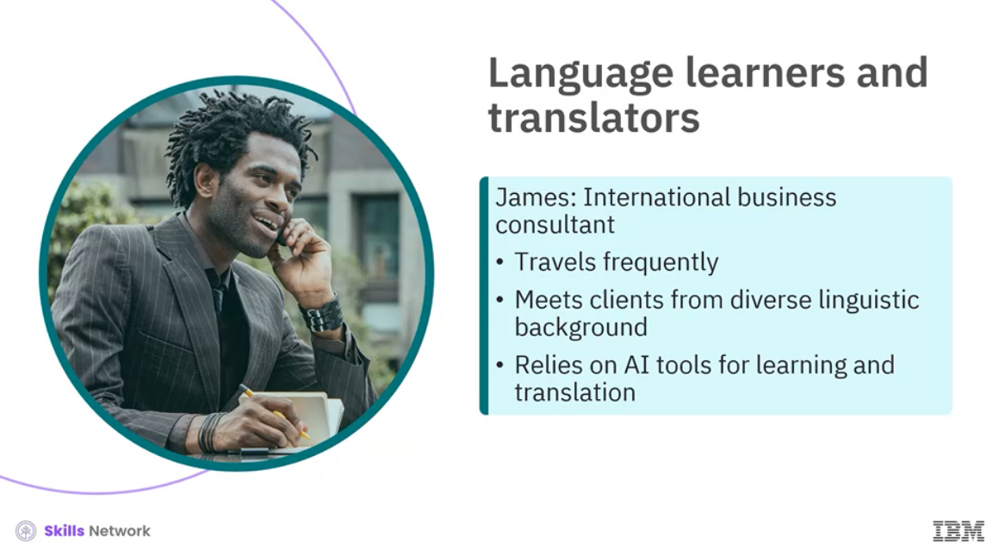 Language learners and
translators
James: International business
consultant
• Travels frequently
• Meets clients from diverse linguistic
background
• Relies on AI tools for learning and
translation
Skills Network
IBM